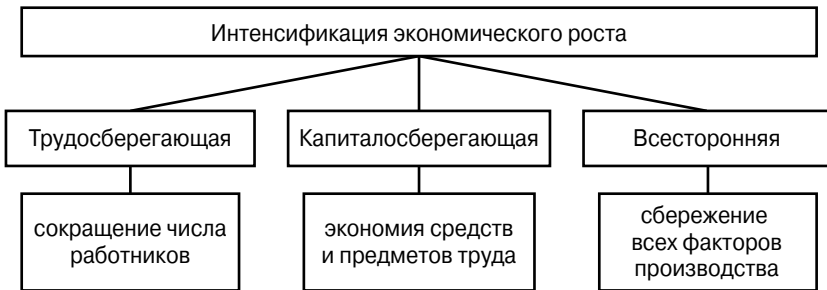 Интенсификация экономического роста
Трудосберегающая
Капиталосберегающая
Всесторонняя
сокращение числа
работников
экономия средств
и предметов труда
сбережение
всех факторов
производства